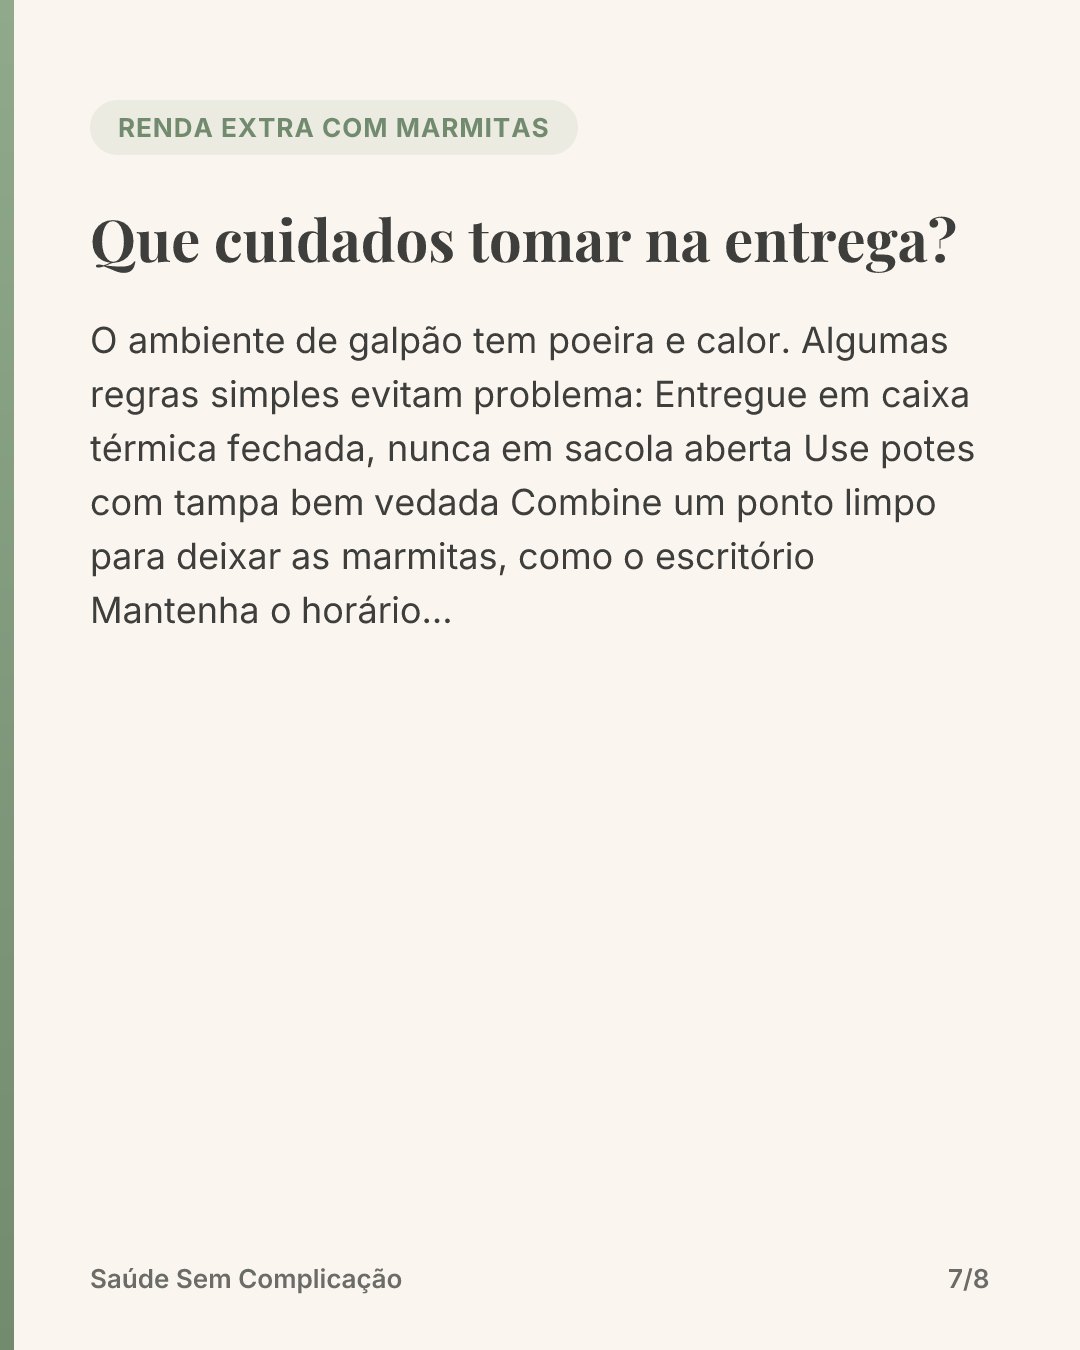 RENDA EXTRA COM MARMITAS
Que cuidados tomar na entrega?
O ambiente de galpão tem poeira e calor. Algumas
regras simples evitam problema: Entregue em caixa
térmica fechada, nunca em sacola aberta Use potes
com tampa bem vedada Combine um ponto limpo
para deixar as marmitas, como o escritório
Mantenha o horário...
Saúde Sem Complicação
7/8